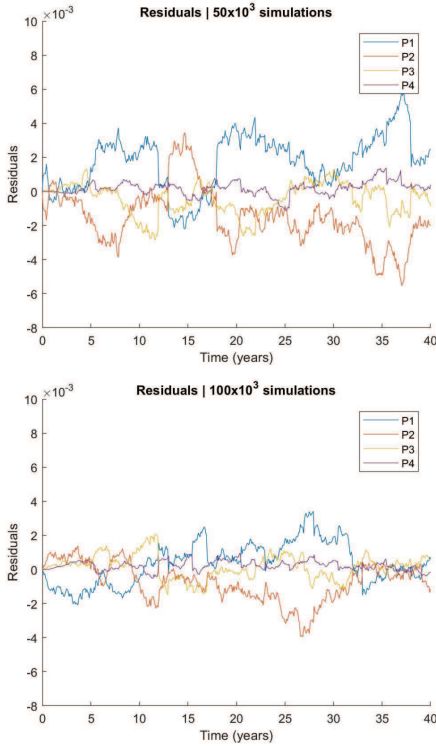 Residuals | 50x10³ simulations
×10⁻³
10
8
6
4
2
0
-2
-4
-6
-8
Residuals
P1
P2
P3
P4
0 5 10 15 20 25 30 35 40
Time (years)
Residuals | 100x10³ simulations
×10⁻³
10
8
6
4
2
0
-2
-4
-6
-8
Residuals
P1
P2
P3
P4
0 5 10 15 20 25 30 35 40
Time (years)